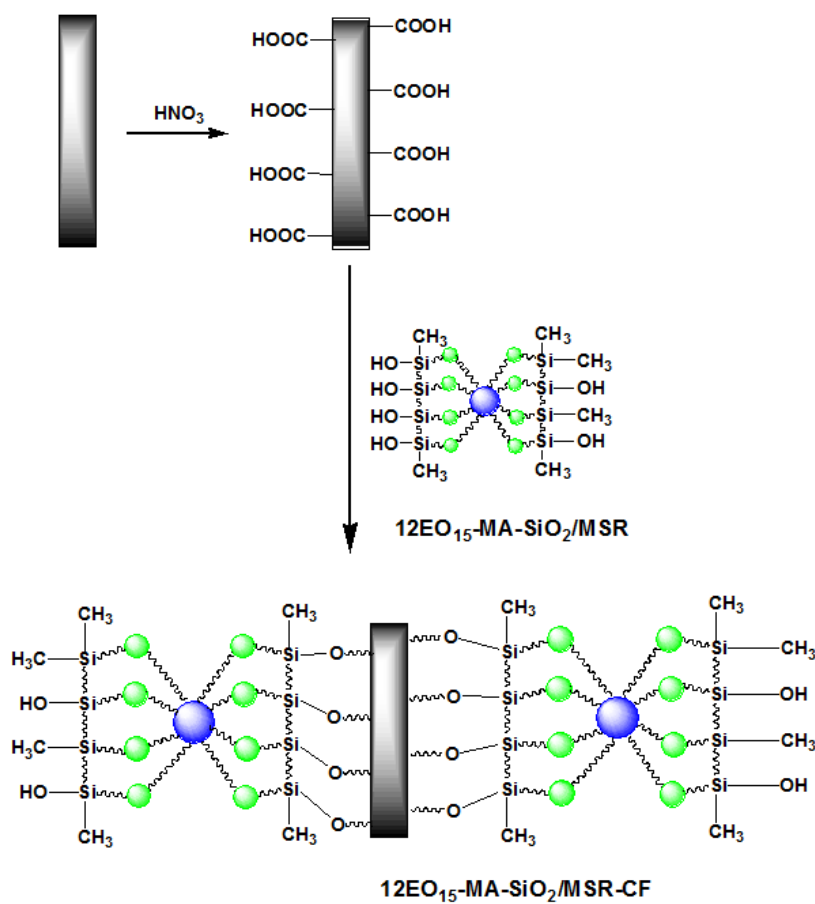 HOOC COOH
HNO₃
HOOC COOH
HOOC COOH
HOOC COOH
CH₃ CH₃
HO-Si Si-CH₃
HO-Si Si-OH
HO-Si Si-CH₃
HO-Si Si-OH
CH₃ CH₃
12EO₁₅-MA-SiO₂/MSR
CH₃ CH₃ CH₃ CH₃
H₃C-Si Si-O O-Si Si-CH₃
HO-Si Si-O O-Si Si-OH
H₃C-Si Si-O O-Si Si-CH₃
HO-Si Si-O O-Si Si-OH
CH₃ CH₃ CH₃ CH₃
12EO₁₅-MA-SiO₂/MSR-CF